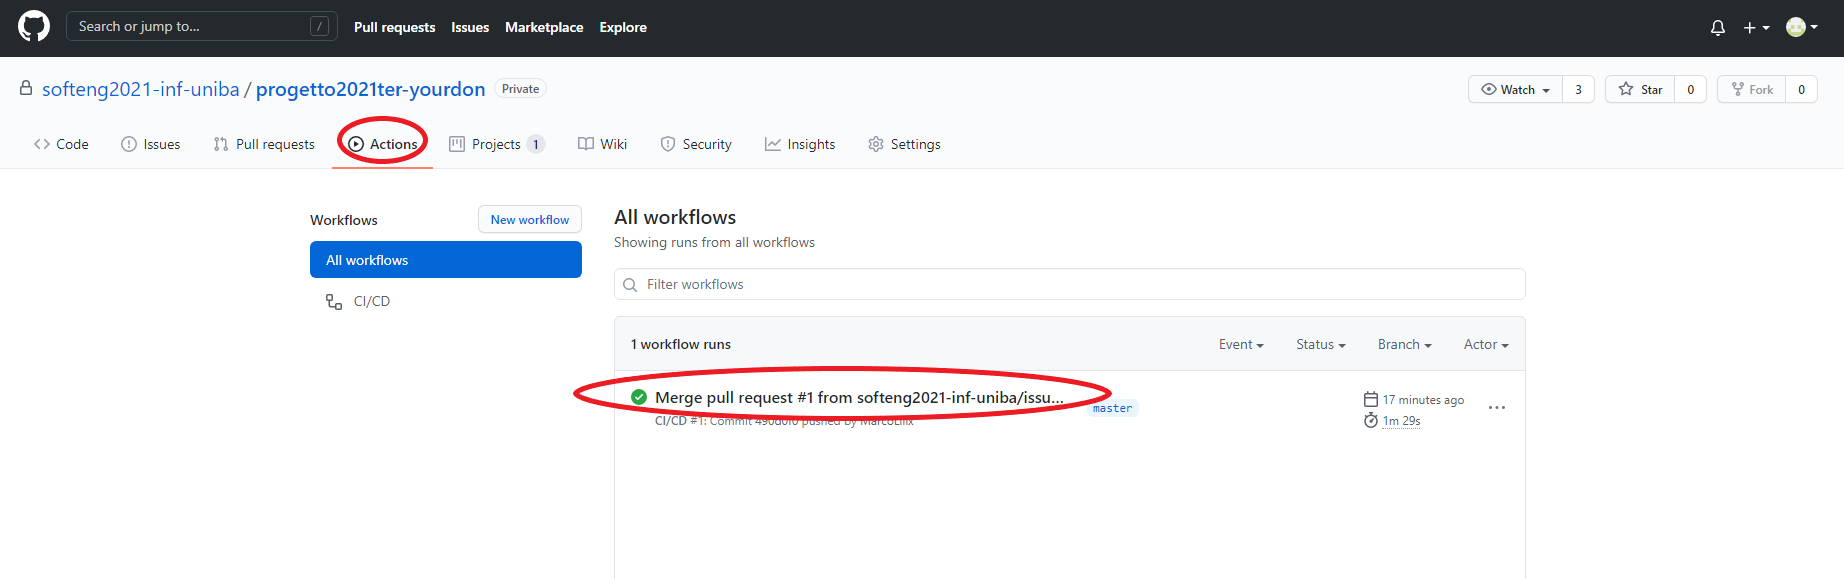 Search or jump to... /
Pull requests Issues Marketplace Explore
softeng2021-inf-uniba / progetto2021ter-yourdon Private
Watch 3 Star 0 Fork 0
Code Issues Pull requests Actions Projects 1 Wiki Security Insights Settings
Workflows New workflow
All workflows
CI/CD
All workflows
Showing runs from all workflows
Filter workflows
1 workflow runs Event Status Branch Actor
Merge pull request #1 from softeng2021-inf-uniba/issu...
master
CI/CD #1: Commit 490d0f0 pushed by
17 minutes ago
1m 29s